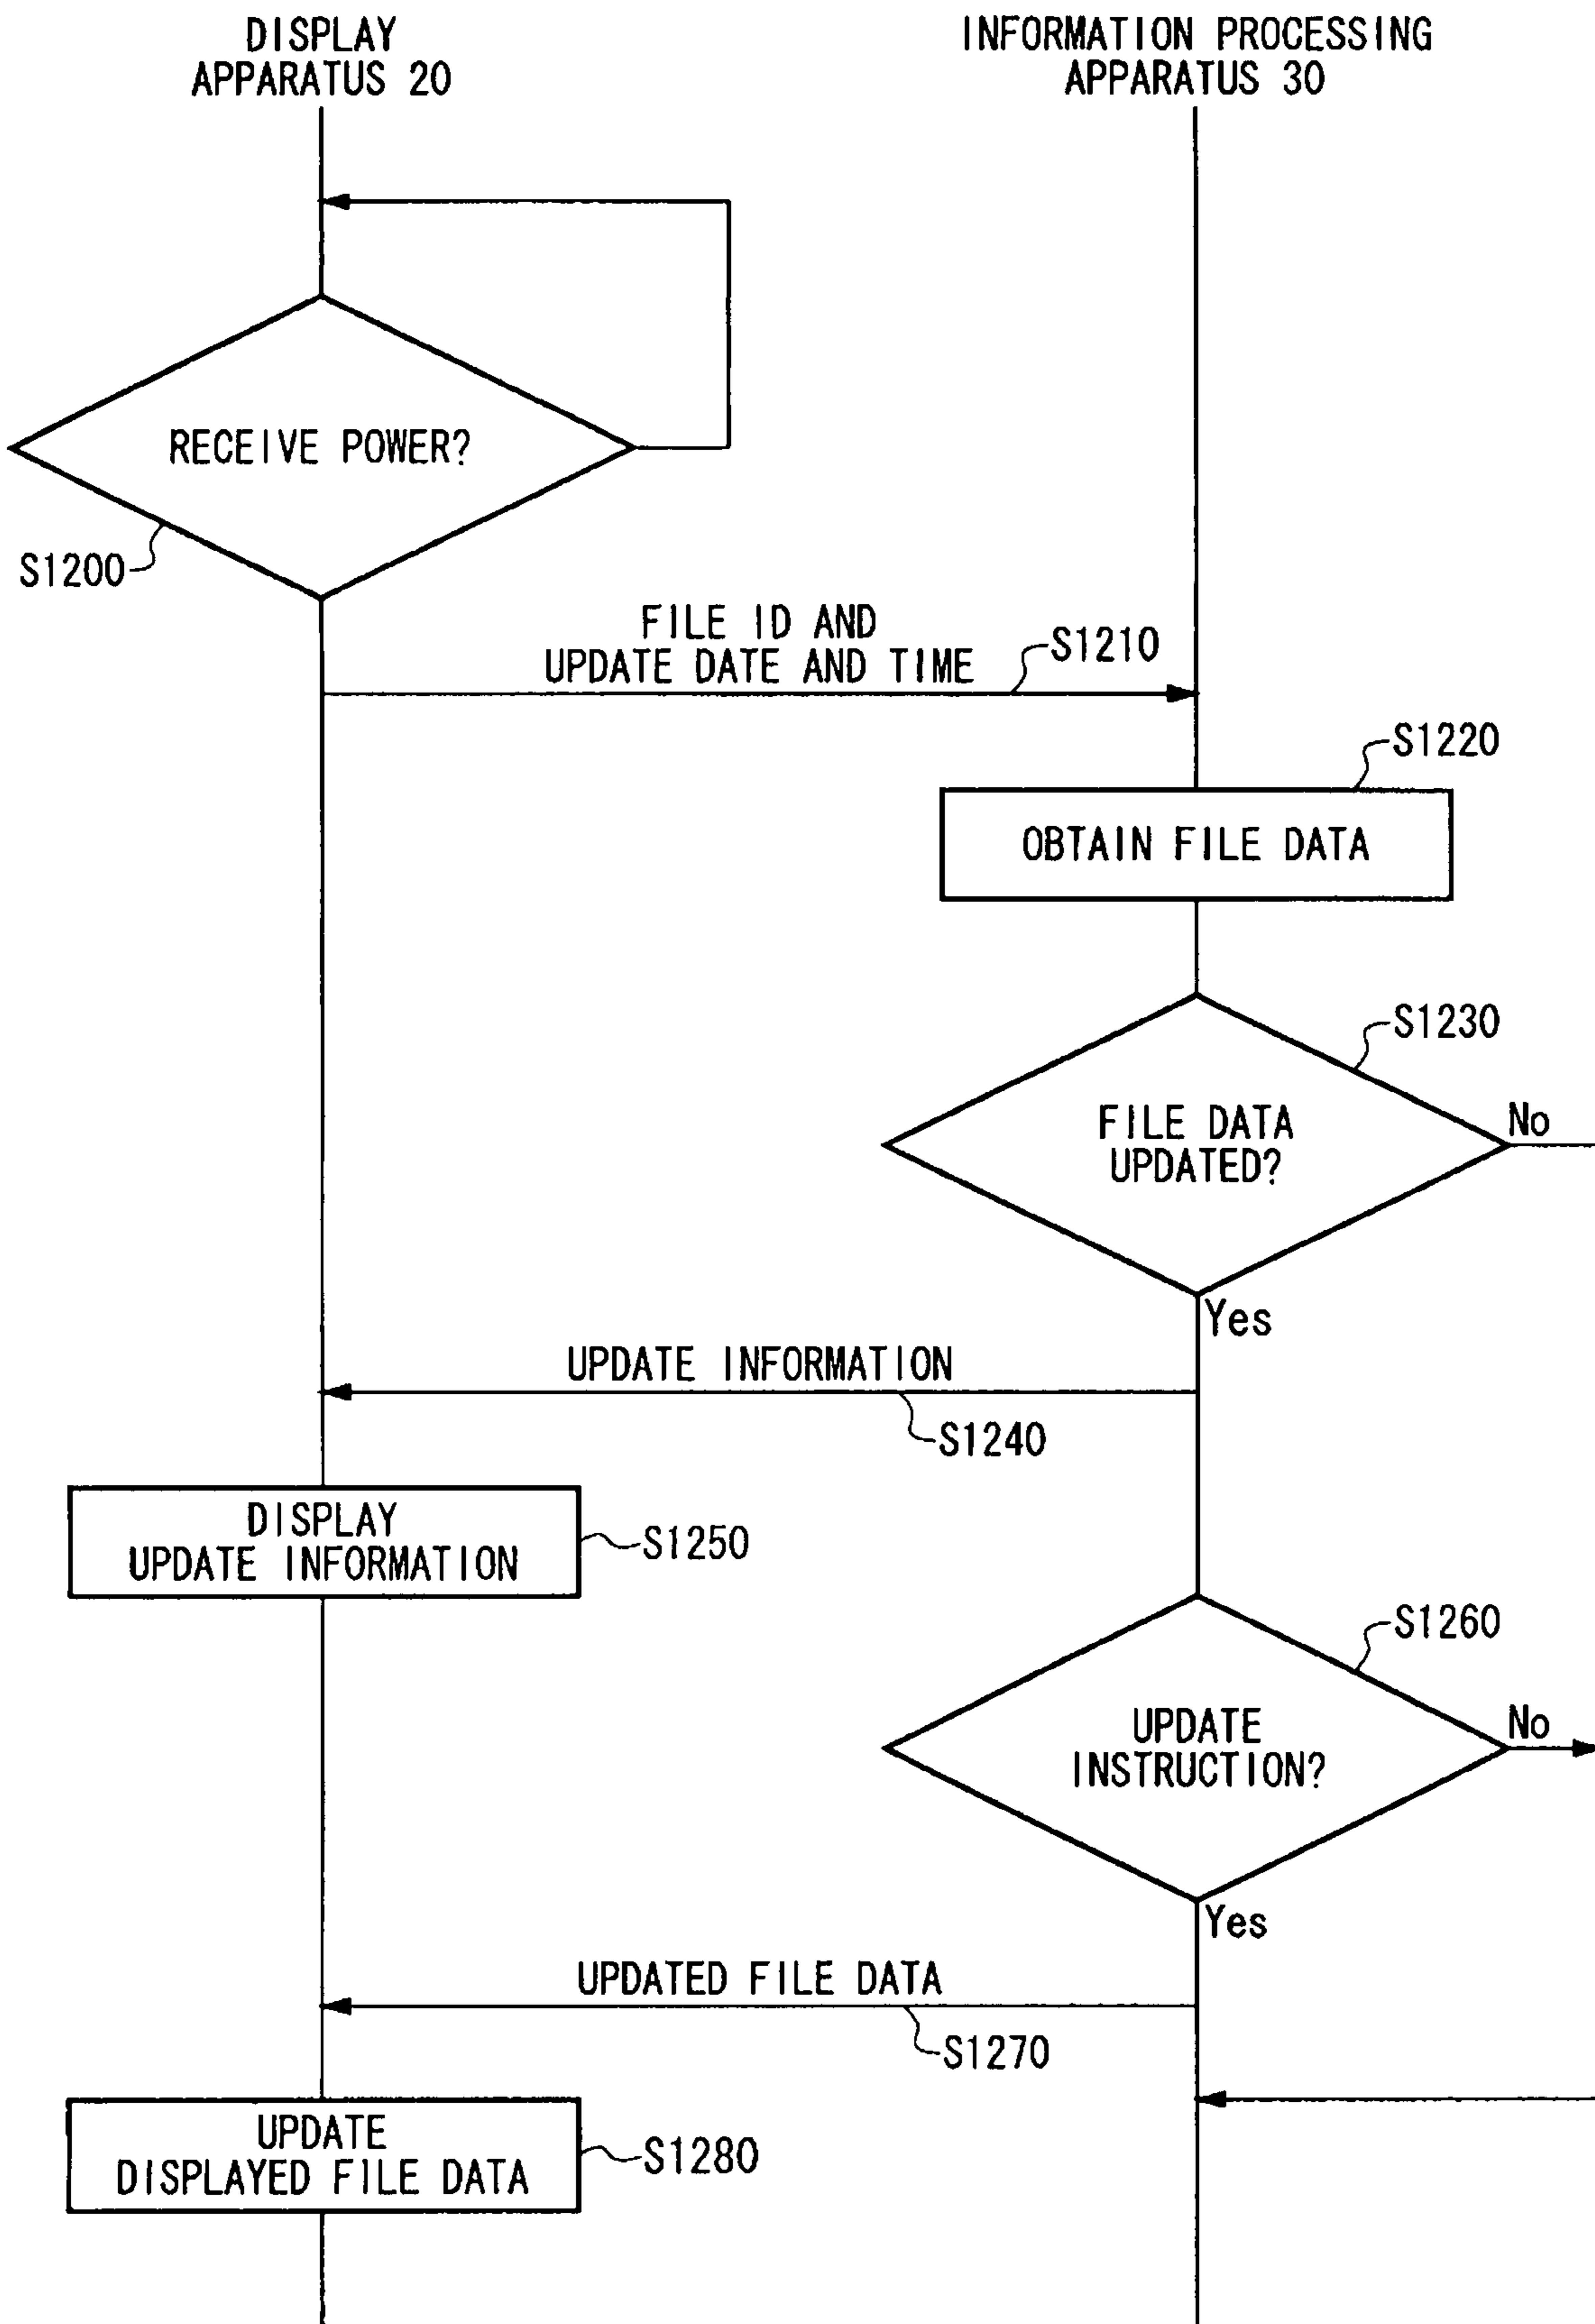 DISPLAY
APPARATUS 20
INFORMATION PROCESSING
APPARATUS 30
RECEIVE POWER?
S1200
FILE ID AND
UPDATE DATE AND TIME
S1210
S1220
OBTAIN FILE DATA
S1230
FILE DATA
UPDATED?
No
Yes
UPDATE INFORMATION
S1240
DISPLAY
UPDATE INFORMATION
S1250
S1260
UPDATE
INSTRUCTION?
No
Yes
UPDATED FILE DATA
S1270
UPDATE
DISPLAYED FILE DATA
S1280